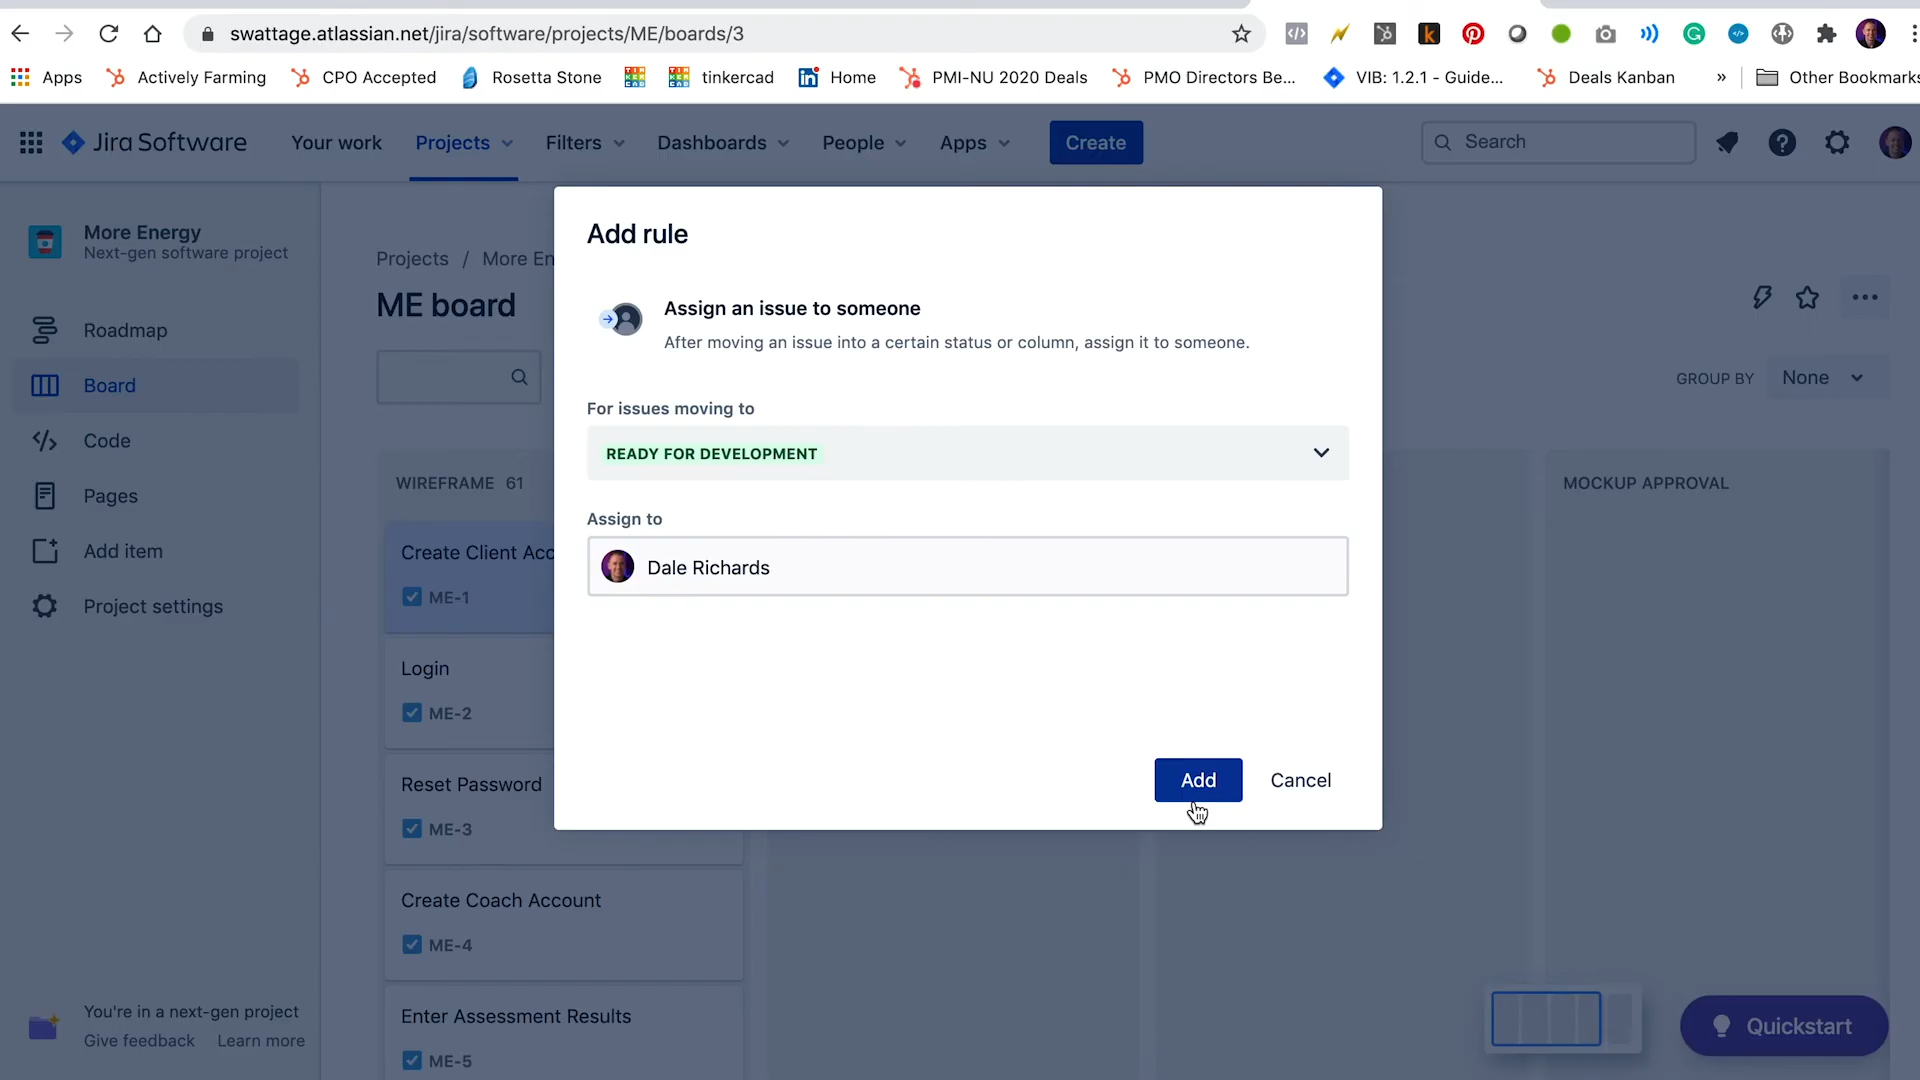 swattage.atlassian.net/jira/software/projects/ME/boards/3
Apps Actively Farming CPO Accepted Rosetta Stone tinkercad Home PMI-NU 2020 Deals PMO Directors Be... VIB: 1.2.1 - Guide... Deals Kanban » Other Bookmarks
Jira Software Your work Projects Filters Dashboards People Apps Create Search
More Energy
Next-gen software project
Roadmap
Board
Code
Pages
Add item
Project settings
You're in a next-gen project
Give feedback Learn more
Projects / More En
ME board
GROUP BY None
WIREFRAME 61
MOCKUP APPROVAL
Create Client Acc
ME-1
Login
ME-2
Reset Password
ME-3
Create Coach Account
ME-4
Enter Assessment Results
ME-5
Add rule
Assign an issue to someone
After moving an issue into a certain status or column, assign it to someone.
For issues moving to
READY FOR DEVELOPMENT
Assign to
Dale Richards
Add Cancel
Quickstart